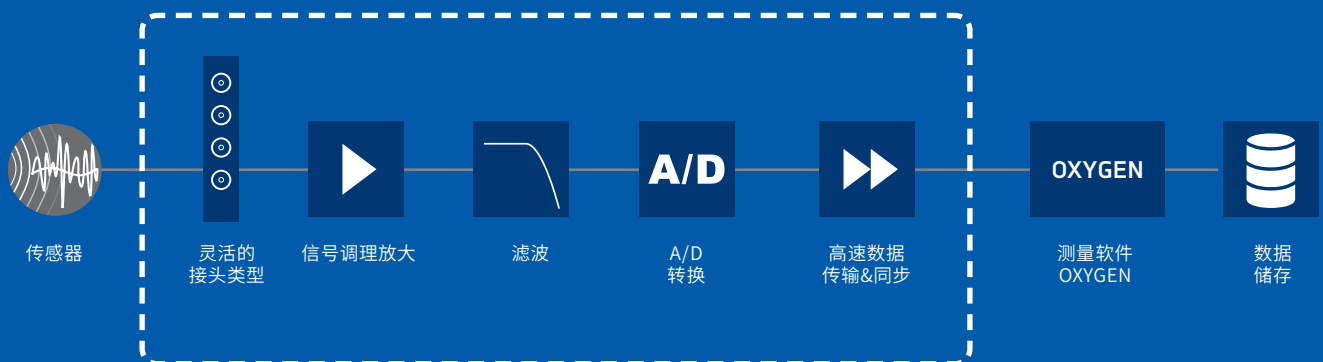 A/D
OXYGEN
传感器
灵活的
接头类型
信号调理放大
滤波
A/D
转换
高速数据
传输&同步
测量软件
OXYGEN
数据
储存